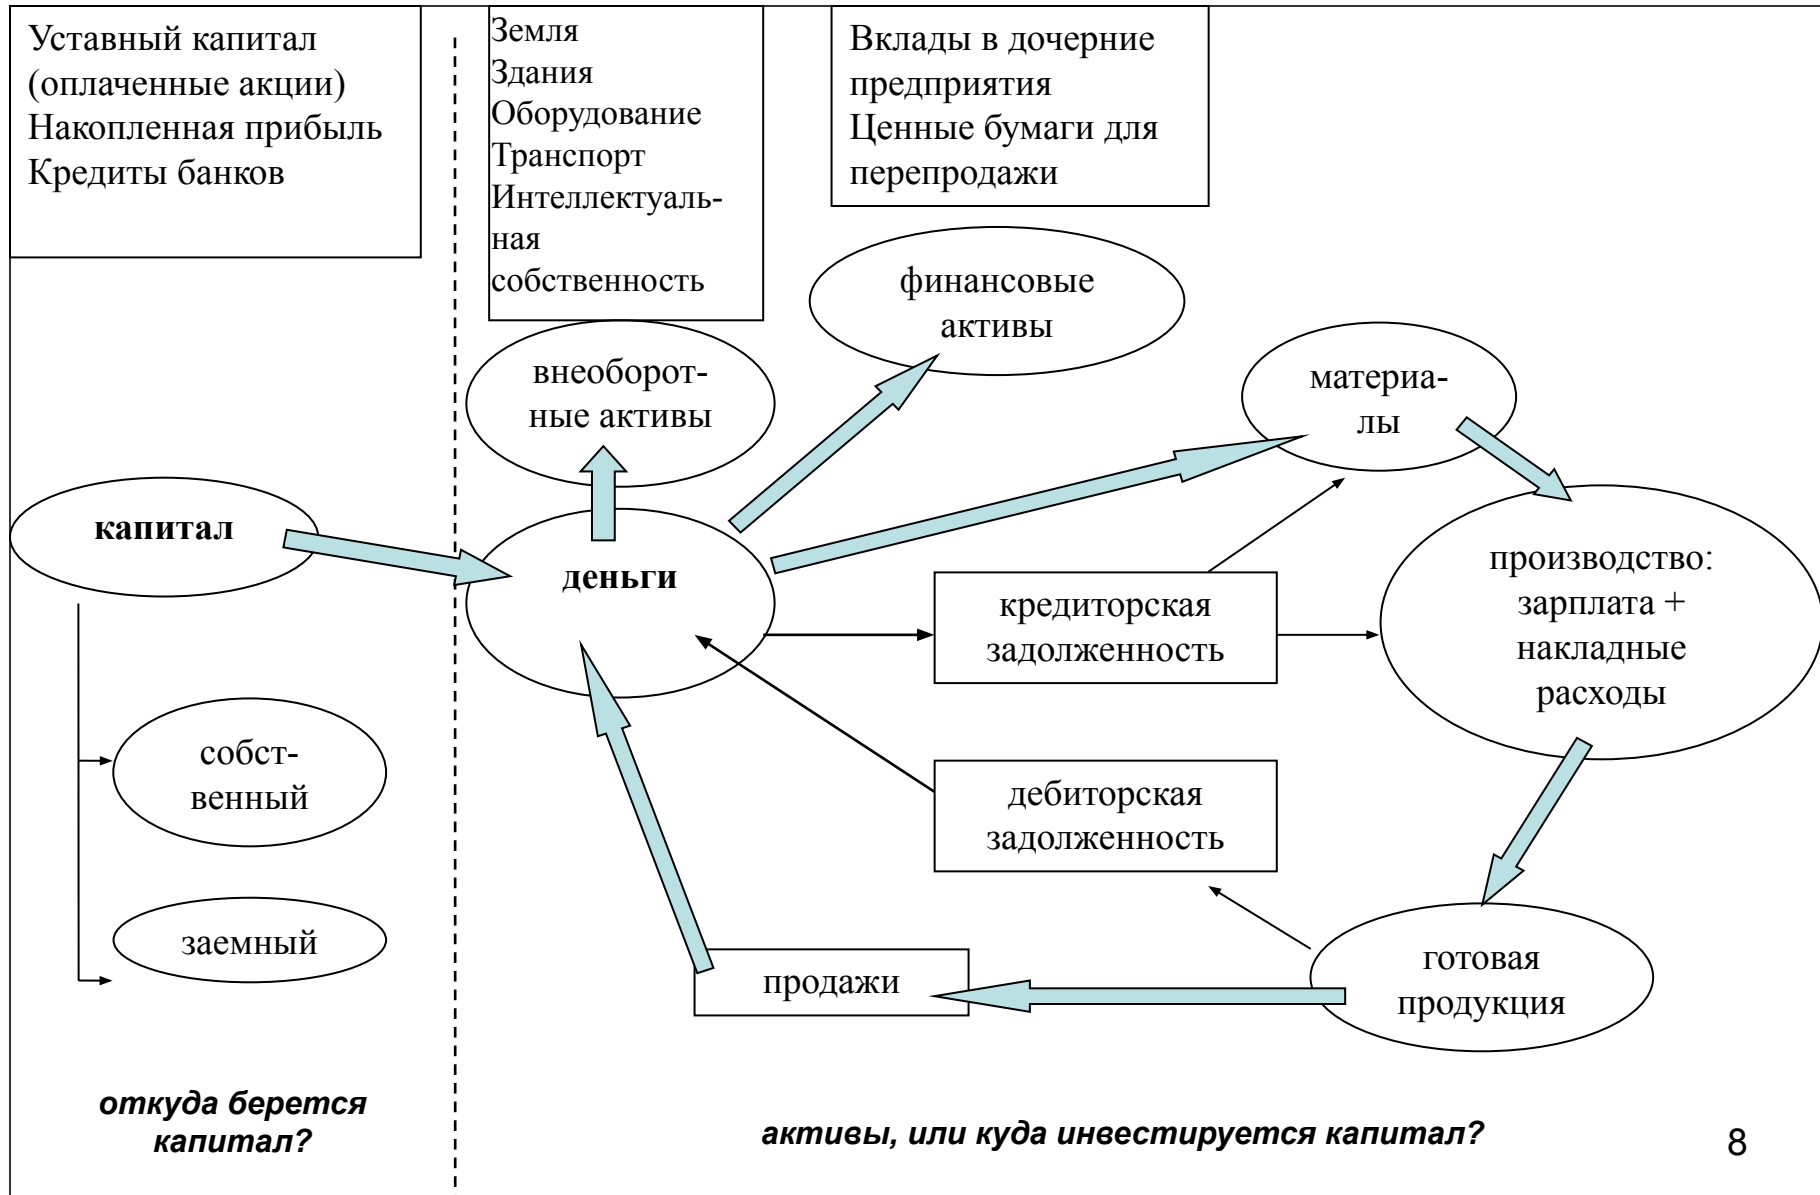 Уставный капитал
(оплаченные акции)
Накопленная прибыль
Кредиты банков
Земля
Здания
Оборудование
Транспорт
Интеллектуаль-
ная
собственность
Вклады в дочерние
предприятия
Ценные бумаги для
перепродажи
финансовые
активы
внеоборот-
ные активы
материа-
лы
капитал
деньги
кредиторская
задолженность
производство:
зарплата +
накладные
расходы
собст-
венный
дебиторская
задолженность
заемный
продажи
готовая
продукция
откуда берется
капитал?
активы, или куда инвестируется капитал?
8